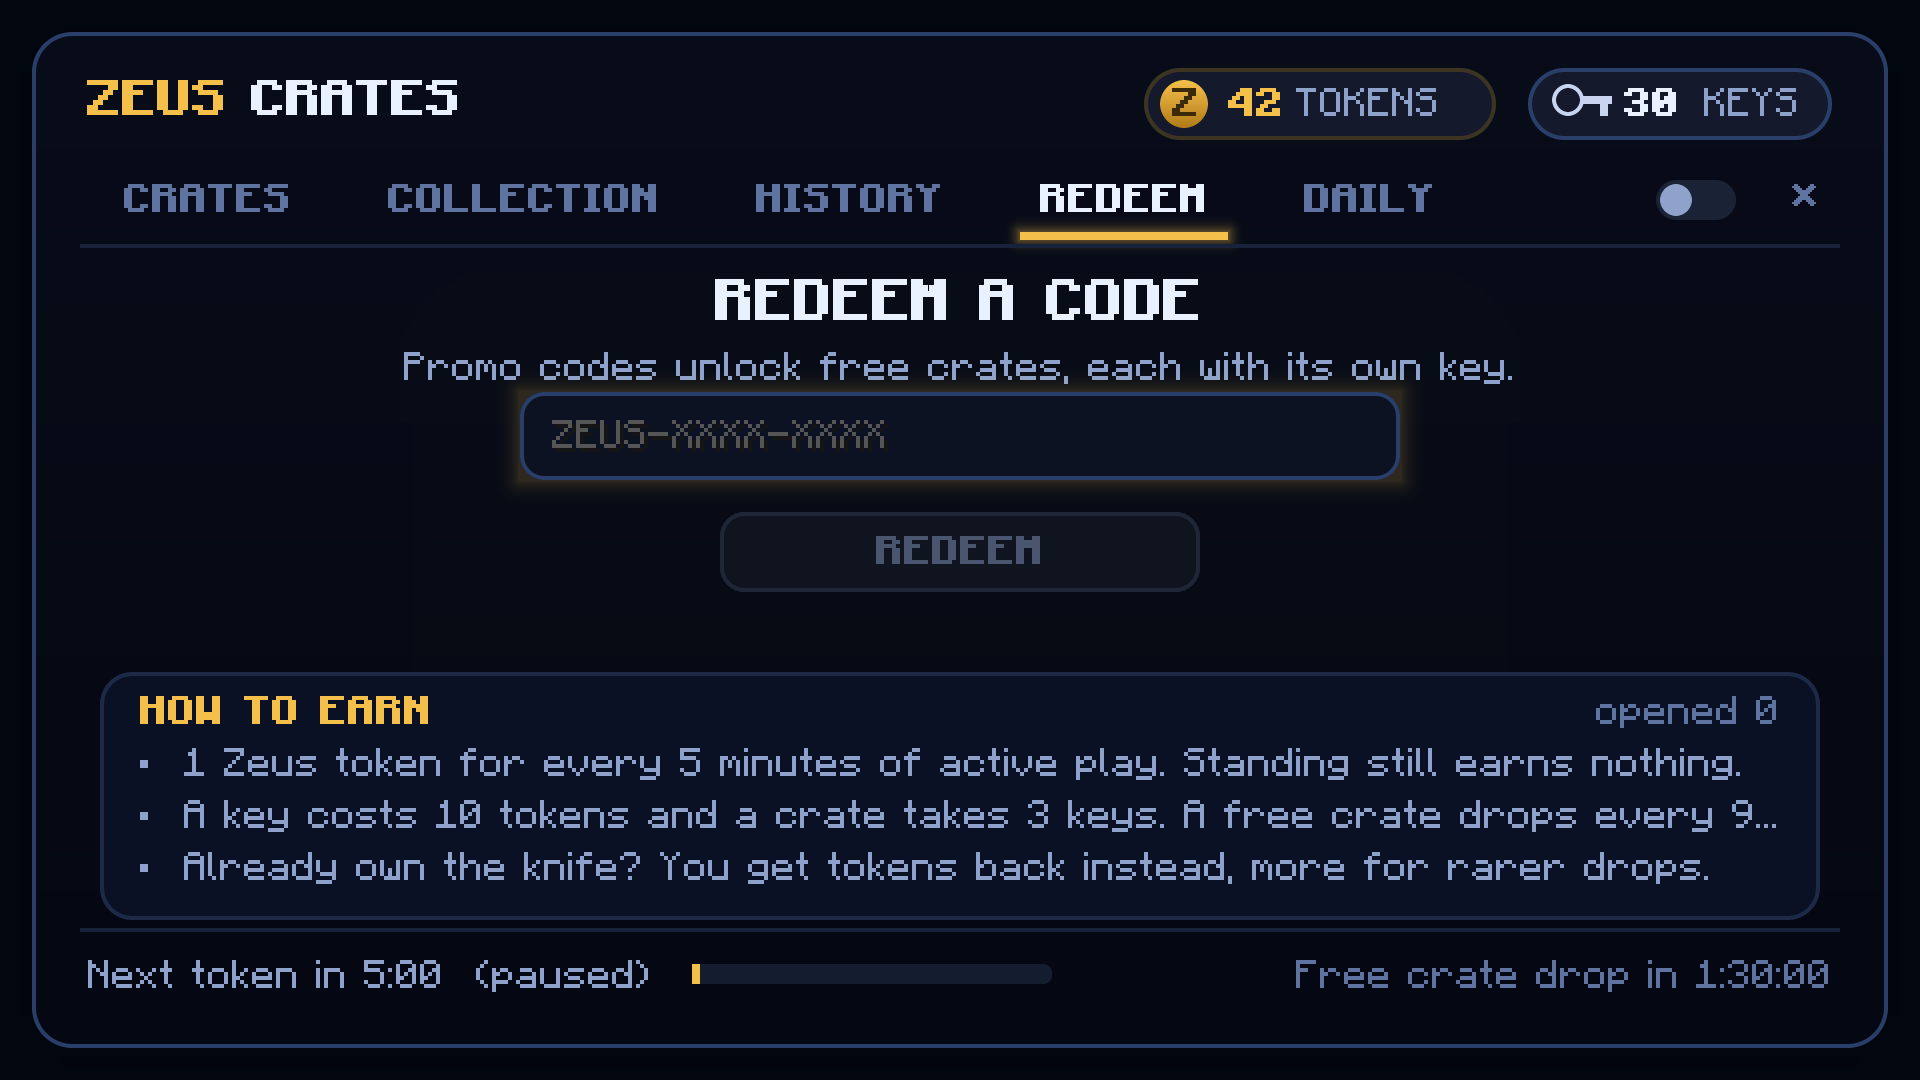 ZEUS CRATES
Z 42 TOKENS
30 KEYS
CRATES COLLECTION HISTORY REDEEM DAILY ×
REDEEM A CODE
Promo codes unlock free crates, each with its own key.
ZEUS-XXXX-XXXX
REDEEM
HOW TO EARN
opened 0
▪ 1 Zeus token for every 5 minutes of active play. Standing still earns nothing.
▪ A key costs 10 tokens and a crate takes 3 keys. A free crate drops every 9...
▪ Already own the knife? You get tokens back instead, more for rarer drops.
Next token in 5:00 (paused)
Free crate drop in 1:30:00